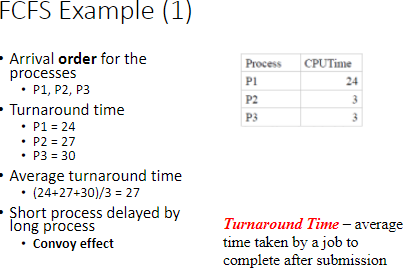 FCFS Example (1)
• Arrival order for the
processes
• P1, P2, P3
• Turnaround time
• P1 = 24
• P2 = 27
• P3 = 30
• Average turnaround time
• (24+27+30)/3 = 27
• Short process delayed by
long process
• Convoy effect
Process CPUTime
P1 24
P2 3
P3 3
Turnaround Time – average
time taken by a job to
complete after submission